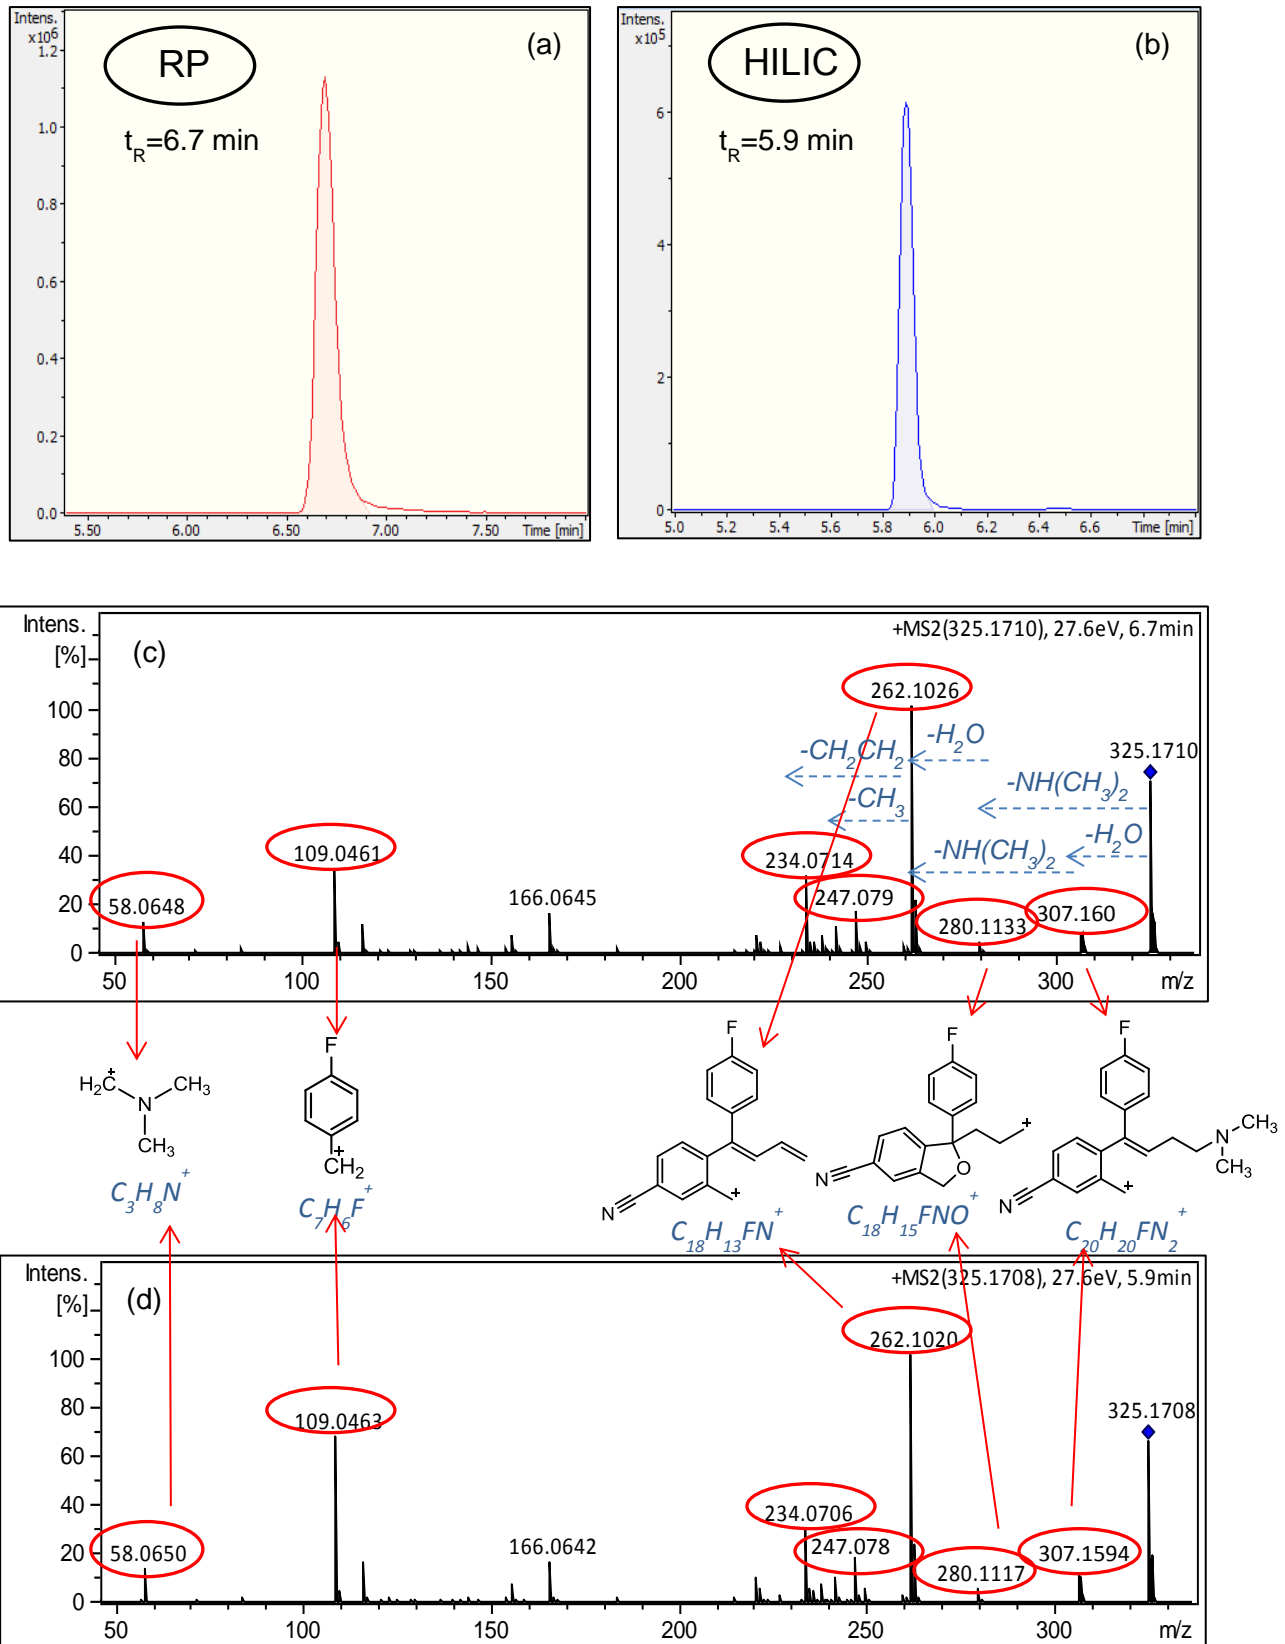 Intens.
x10⁶
1.2
1.0
0.8
0.6
0.4
0.2
0.0
RP
(a)
t_R=6.7 min
5.50 6.00 6.50 7.00 7.50 Time [min]
Intens.
x10⁵
6
4
2
0
HILIC
(b)
t_R=5.9 min
5.0 5.2 5.4 5.6 5.8 6.0 6.2 6.4 6.6 Time [min]
Intens.
[%]
(c)
+MS2(325.1710), 27.6eV, 6.7min
100
80
60
40
20
0
58.0648
109.0461
166.0645
234.0714
247.079
262.1026
280.1133
307.160
325.1710
-CH₂CH₂
-H₂O
-CH₃
-NH(CH₃)₂
-NH(CH₃)₂
-H₂O
50 100 150 200 250 300 m/z
H₂C⁺
N
CH₃
CH₃
C₃H₈N⁺
F
+
CH₂
C₇H₆F⁺
F
N
+
C₁₈H₁₃FN⁺
F
N
O
+
C₁₈H₁₅FNO⁺
F
N
CH₃
CH₃
N
+
C₂₀H₂₀FN₂⁺
Intens.
[%]
(d)
+MS2(325.1708), 27.6eV, 5.9min
100
80
60
40
20
0
58.0650
109.0463
166.0642
234.0706
247.078
262.1020
280.1117
307.1594
325.1708
50 100 150 200 250 300 m/z